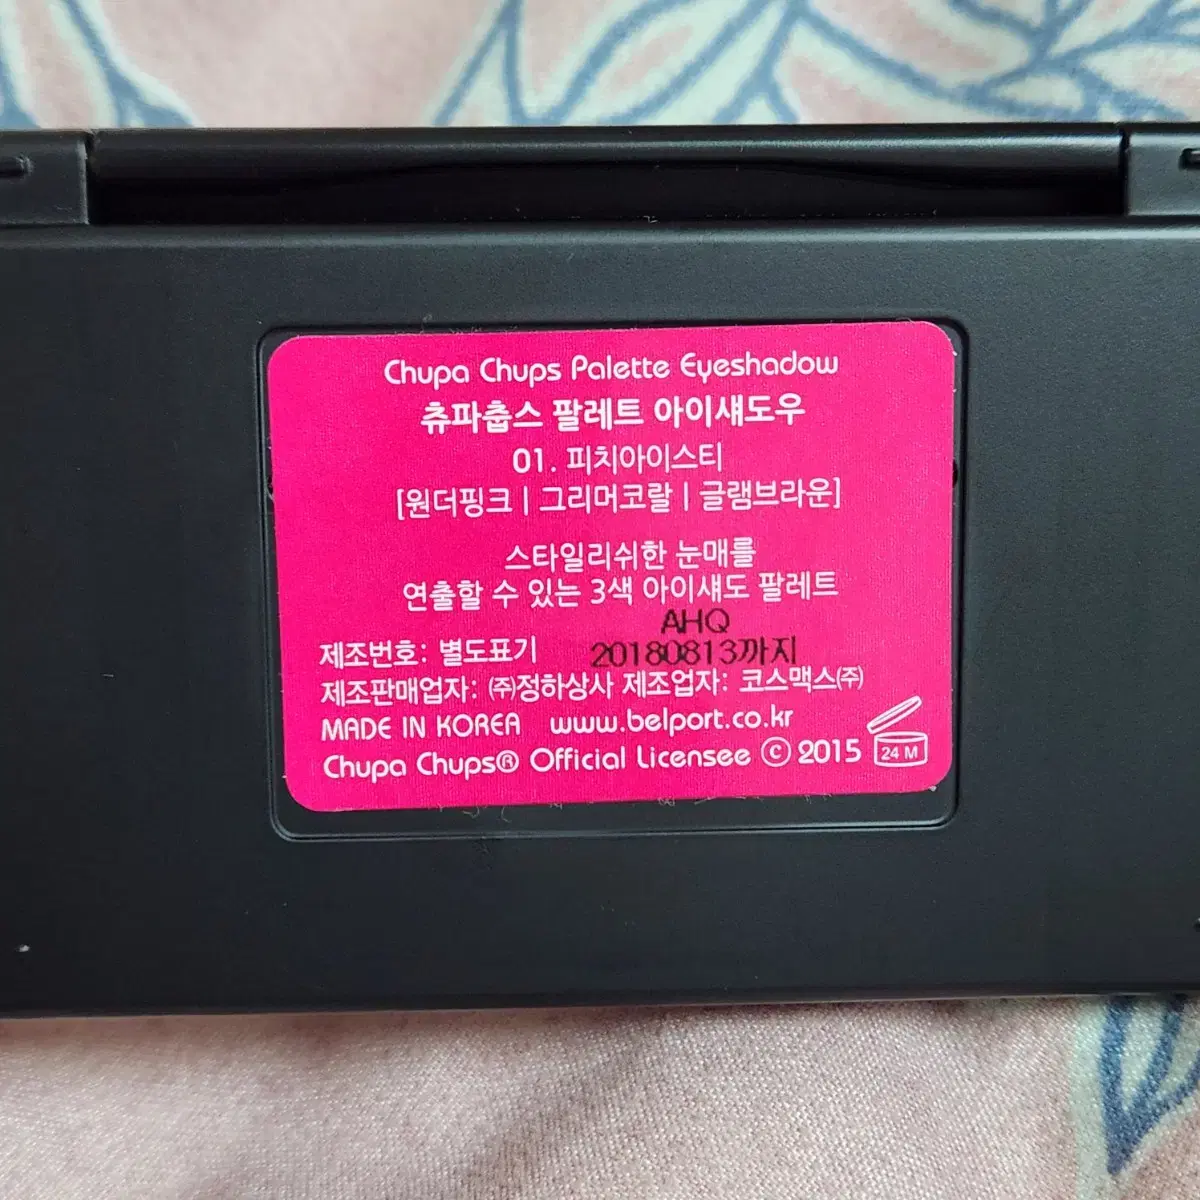 Chupa Chups Palette Eyeshadow
츄파춥스 팔레트 아이섀도우
01. 피치아이스티
[원더핑크 | 그리머코랄 | 글램브라운]
스타일리쉬한 눈매를
연출할 수 있는 3색 아이섀도 팔레트
AHQ
제조번호: 별도표기 20180813까지
제조판매업자: ㈜정하상사 제조업자: 코스맥스㈜
MADE IN KOREA www.belport.co.kr
Chupa Chups® Official Licensee © 2015 24 M